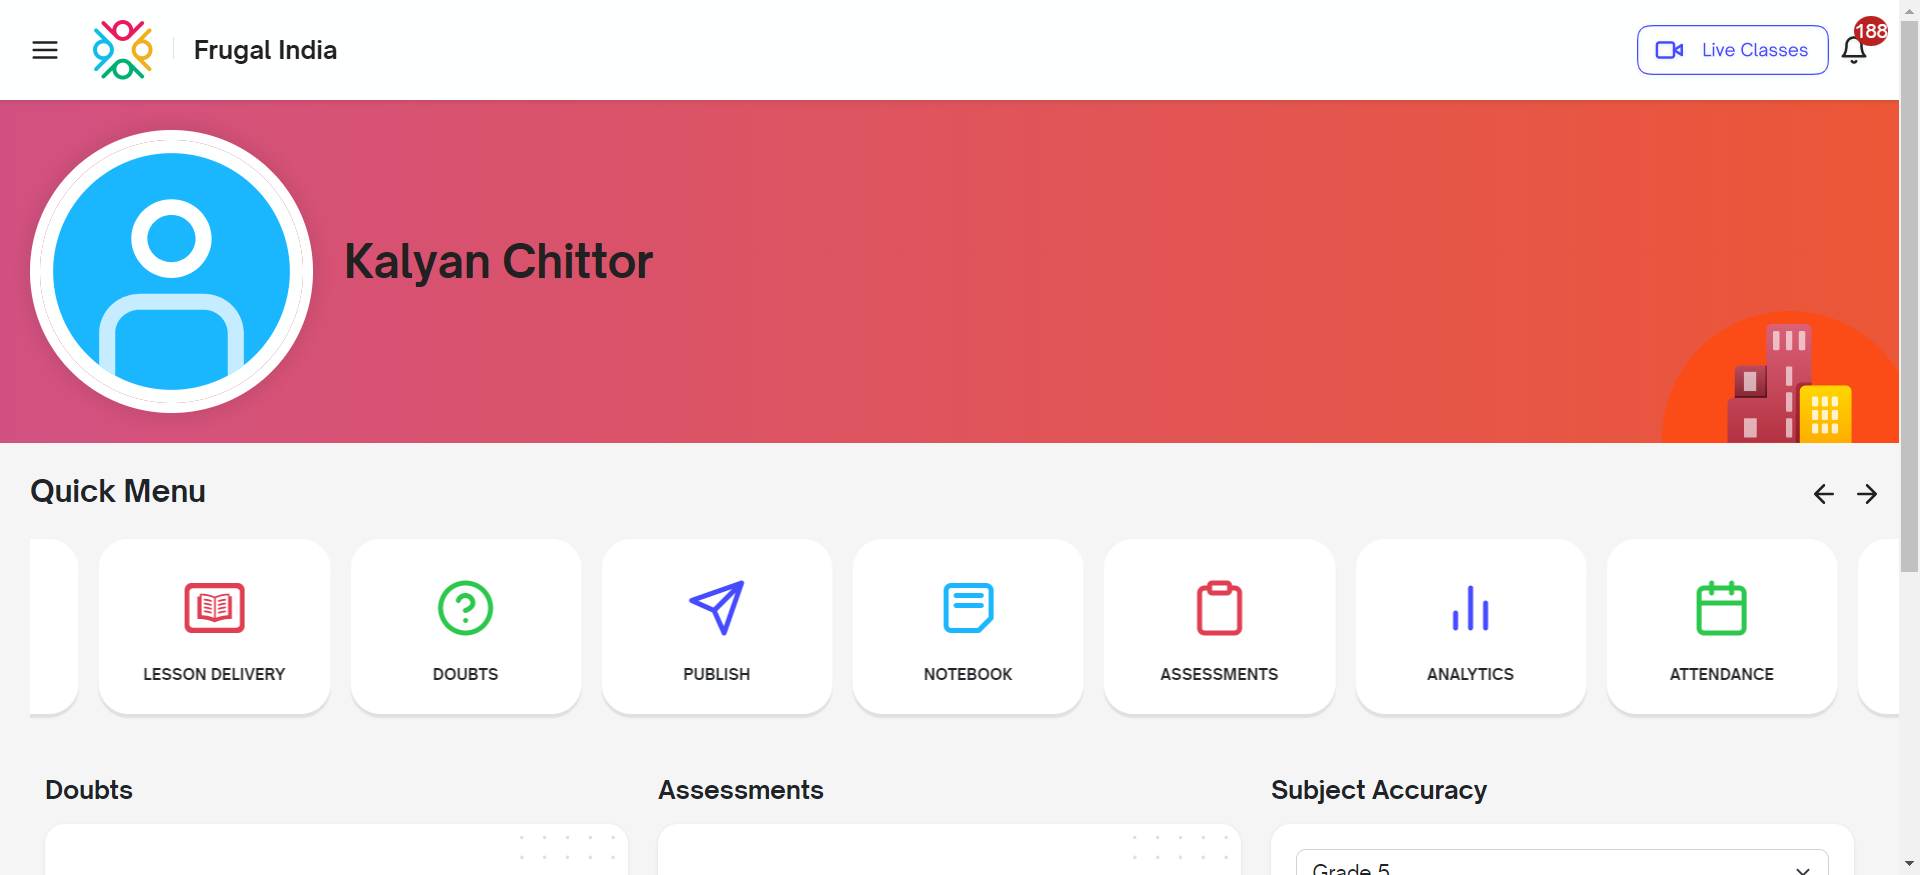 Frugal India
Live Classes
188
Kalyan Chittor
Quick Menu
LESSON DELIVERY
DOUBTS
PUBLISH
NOTEBOOK
ASSESSMENTS
ANALYTICS
ATTENDANCE
Doubts
Assessments
Subject Accuracy
Grade 5